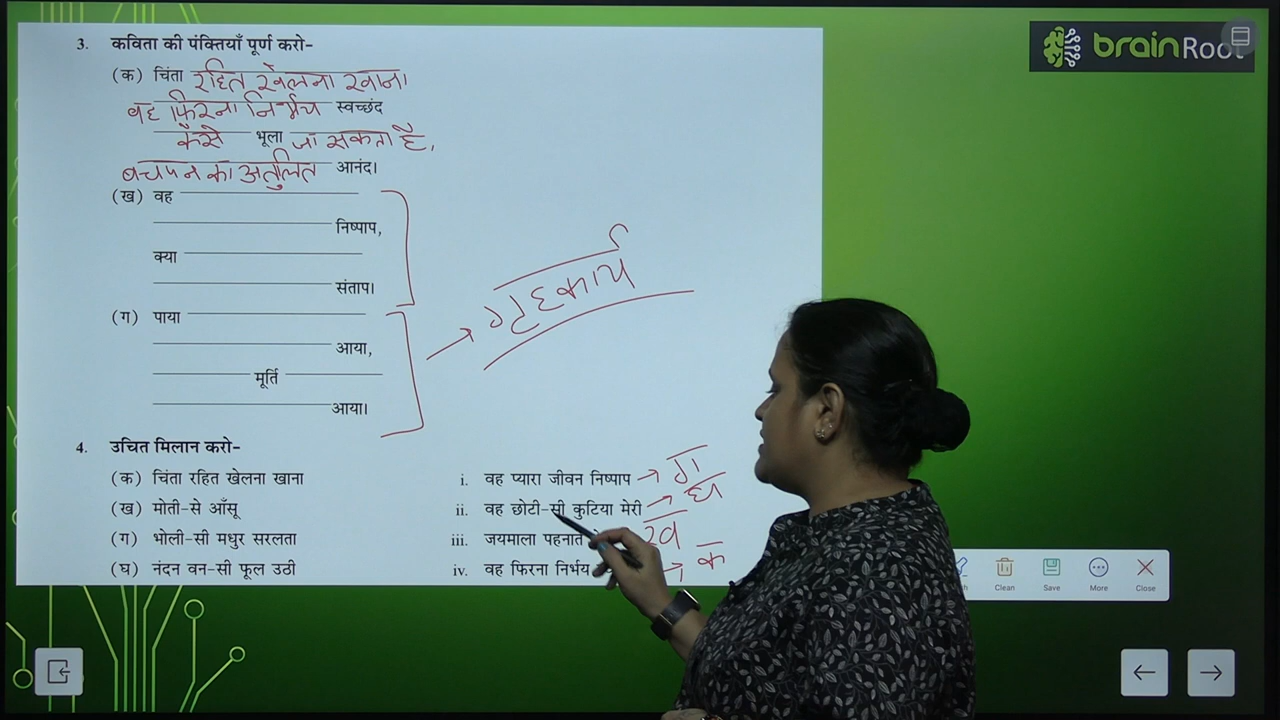 brainRoot
3. कविता की पंक्तियाँ पूर्ण करो-
(क) चिंता रहित खेलना खाना
वह फिरना निर्भय स्वच्छंद
कैसे भूला जा सकता है,
बचपन का अतुलित आनंद।
(ख) वह
निष्पाप,
क्या
संताप।
(ग) पाया
आया,
मूर्ति
आया।
गृहकार्य
4. उचित मिलान करो-
(क) चिंता रहित खेलना खाना i. वह प्यारा जीवन निष्पाप → ग
(ख) मोती-से आँसू ii. वह छोटी-सी कुटिया मेरी → घ
(ग) भोली-सी मधुर सरलता iii. जयमाला पहनाते ख
(घ) नंदन वन-सी फूल उठी iv. वह फिरना निर्भय → क
Clean Save More Close